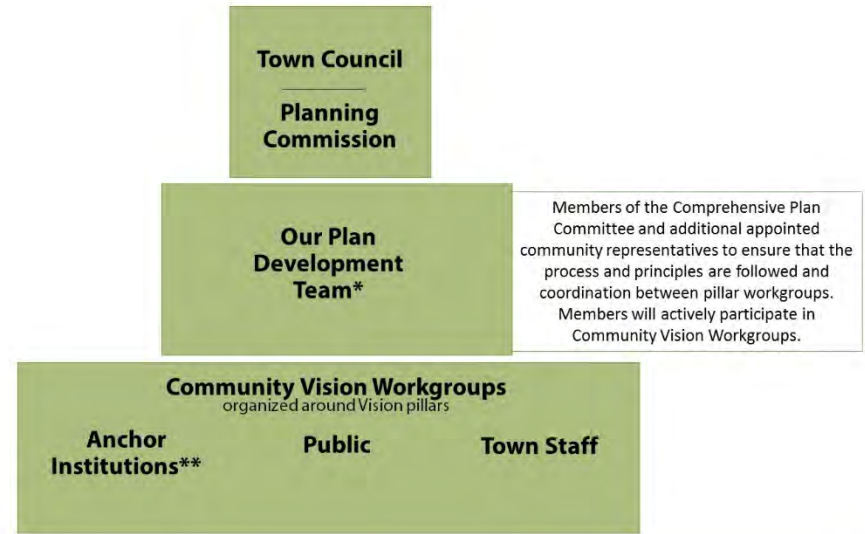 Town Council
Planning
Commission
Our Plan
Development
Team*
Members of the Comprehensive Plan
Committee and additional appointed
community representatives to ensure that the
process and principles are followed and
coordination between pillar workgroups.
Members will actively participate in
Community Vision Workgroups.
Community Vision Workgroups
organized around Vision pillars
Anchor
Institutions**
Public
Town Staff